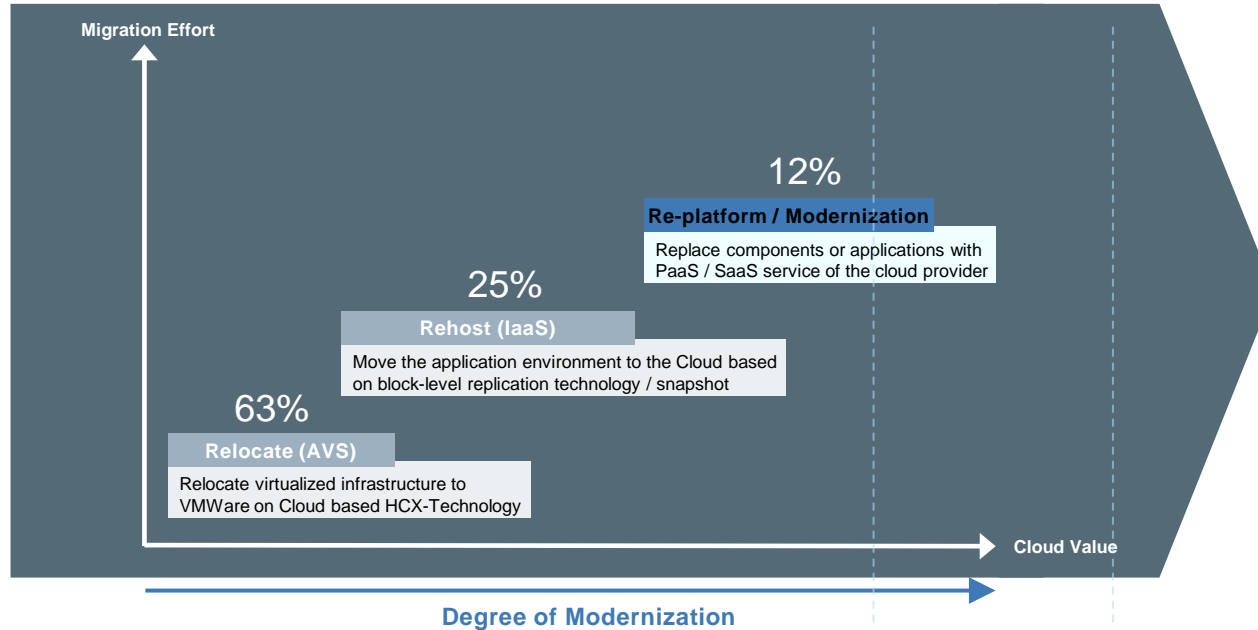 Migration Effort
12%
Re-platform / Modernization
Replace components or applications with
PaaS / SaaS service of the cloud provider
25%
Rehost (IaaS)
Move the application environment to the Cloud based
on block-level replication technology / snapshot
63%
Relocate (AVS)
Relocate virtualized infrastructure to
VMWare on Cloud based HCX-Technology
Cloud Value
Degree of Modernization